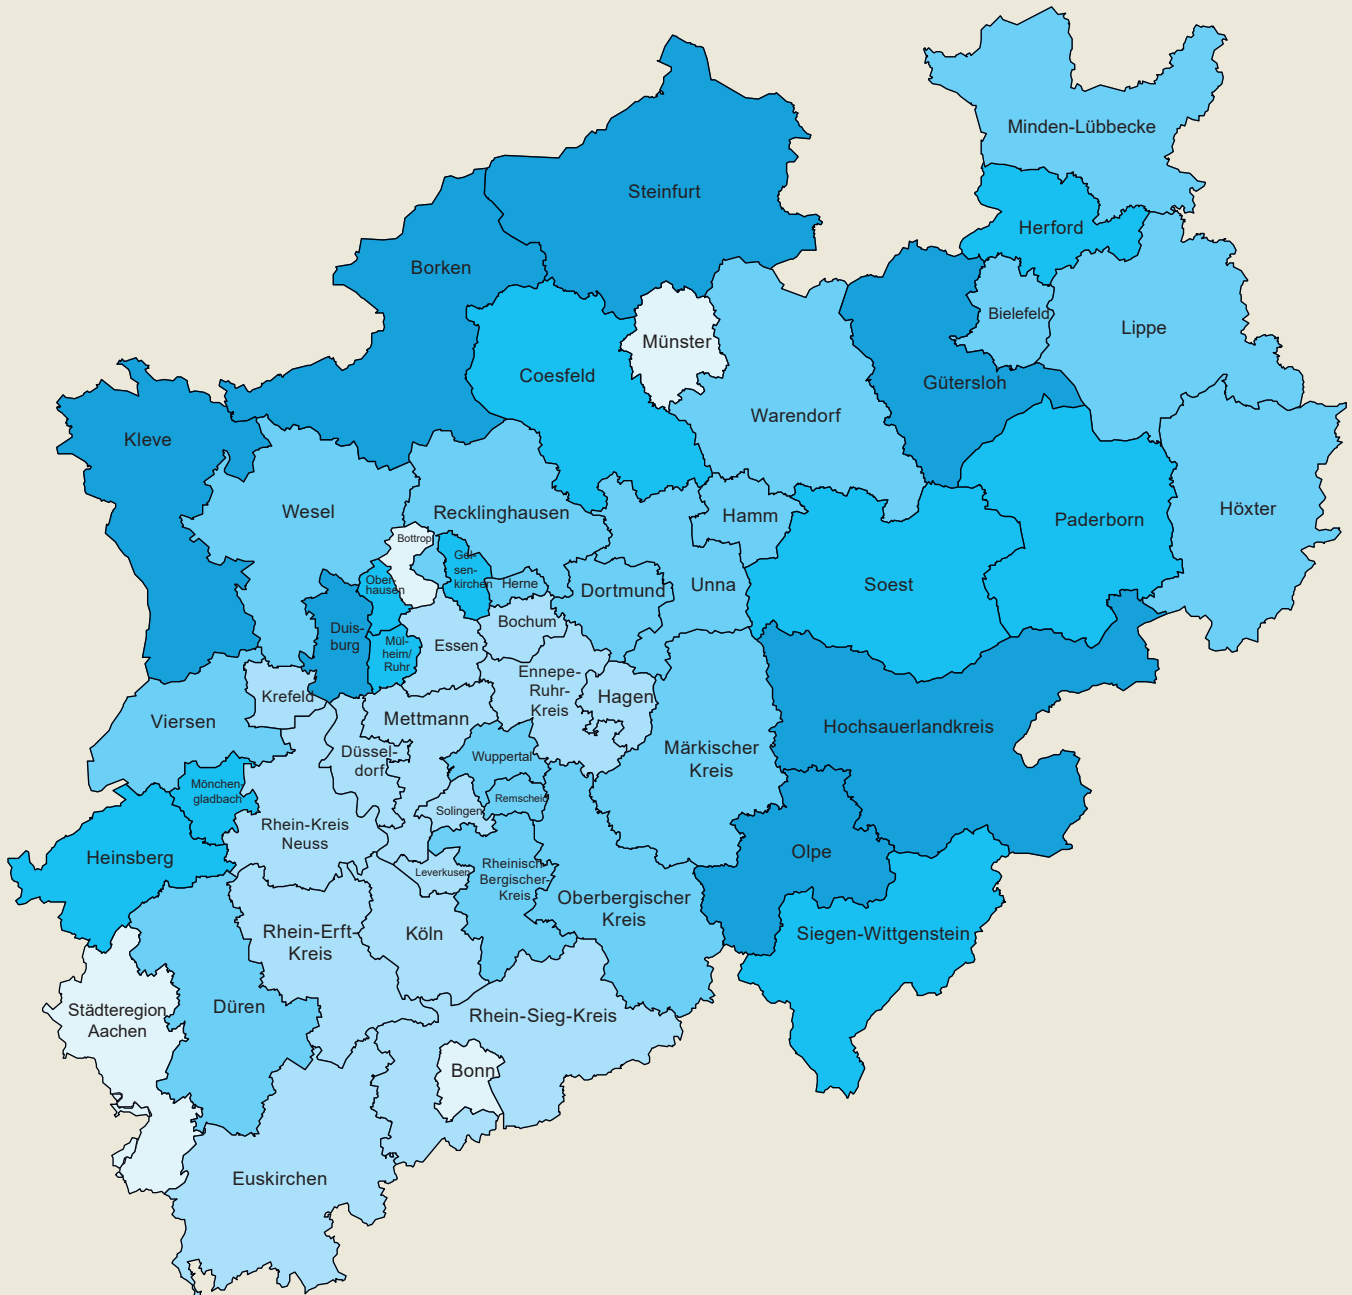 Minden-Lübbecke
Steinfurt
Herford
Borken
Bielefeld
Lippe
Münster
Coesfeld
Gütersloh
Warendorf
Kleve
Wesel
Recklinghausen
Hamm
Paderborn
Höxter
Bottrop
Gel-
sen-
kirchen
Ober-
hausen
Herne
Dortmund
Unna
Soest
Duis-
burg
Mül-
heim/
Ruhr
Essen
Bochum
Ennepe-
Ruhr-
Kreis
Hagen
Krefeld
Viersen
Mettmann
Hochsauerlandkreis
Düssel-
dorf
Wuppertal
Märkischer
Kreis
Mönchen-
gladbach
Remscheid
Solingen
Rhein-Kreis
Neuss
Heinsberg
Olpe
Leverkusen
Rheinisch-
Bergischer-
Kreis
Oberbergischer
Kreis
Rhein-Erft-
Kreis
Köln
Siegen-Wittgenstein
Städteregion
Aachen
Düren
Rhein-Sieg-Kreis
Bonn
Euskirchen